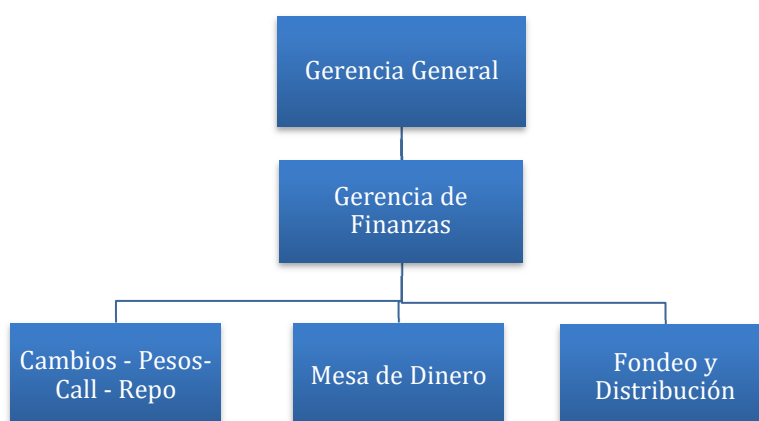 Gerencia General
Gerencia de
Finanzas
Cambios - Pesos-
Call - Repo
Mesa de Dinero
Fondeo y
Distribución